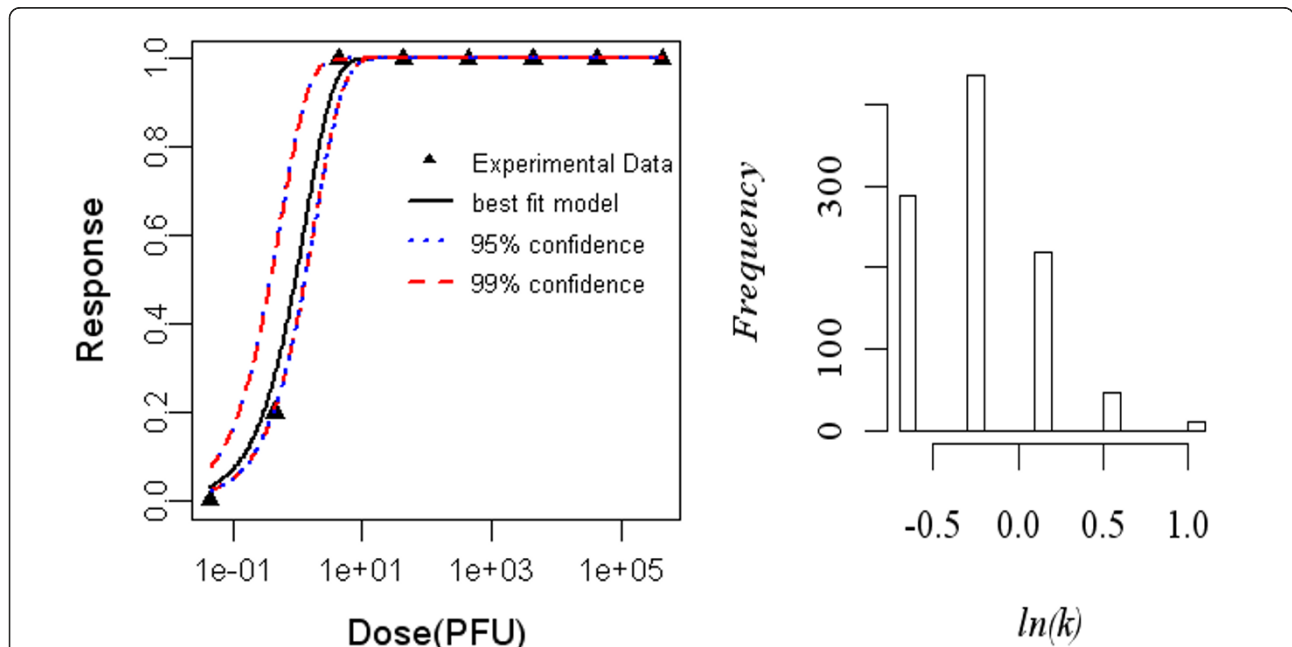 Response
0.0
0.2
0.4
0.6
0.8
1.0
Experimental Data
best fit model
95% confidence
99% confidence
1e-01
1e+01
1e+03
1e+05
Dose(PFU)
Frequency
0
100
300
-0.5
0.0
0.5
1.0
ln(k)